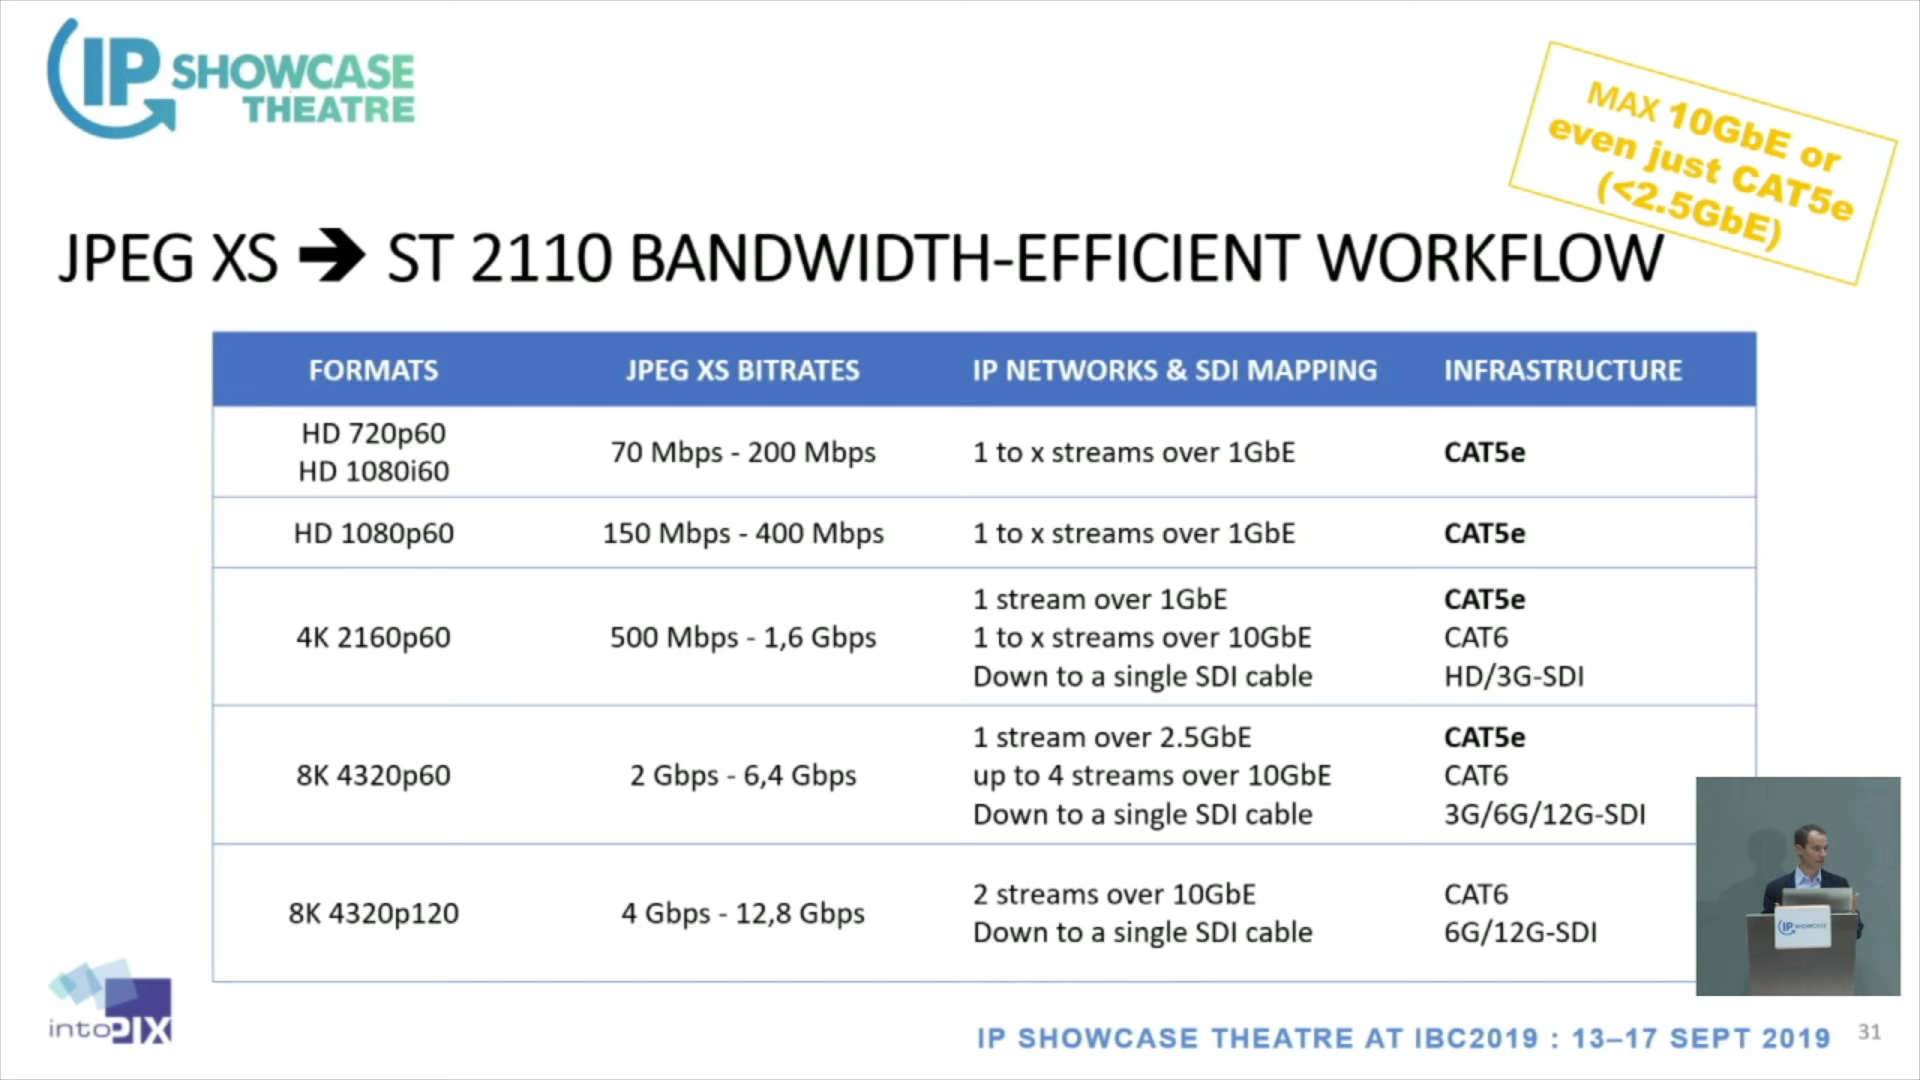 IP SHOWCASE
THEATRE
MAX 10GbE or
even just CAT5e
(<2.5GbE)
JPEG XS ➔ ST 2110 BANDWIDTH-EFFICIENT WORKFLOW
FORMATS JPEG XS BITRATES IP NETWORKS & SDI MAPPING INFRASTRUCTURE
HD 720p60
HD 1080i60
70 Mbps - 200 Mbps
1 to x streams over 1GbE
CAT5e
HD 1080p60
150 Mbps - 400 Mbps
1 to x streams over 1GbE
CAT5e
4K 2160p60
500 Mbps - 1,6 Gbps
1 stream over 1GbE
1 to x streams over 10GbE
Down to a single SDI cable
CAT5e
CAT6
HD/3G-SDI
8K 4320p60
2 Gbps - 6,4 Gbps
1 stream over 2.5GbE
up to 4 streams over 10GbE
Down to a single SDI cable
CAT5e
CAT6
3G/6G/12G-SDI
8K 4320p120
4 Gbps - 12,8 Gbps
2 streams over 10GbE
Down to a single SDI cable
CAT6
6G/12G-SDI
IP SHOWCASE
intoPIX
IP SHOWCASE THEATRE AT IBC2019 : 13–17 SEPT 2019
31